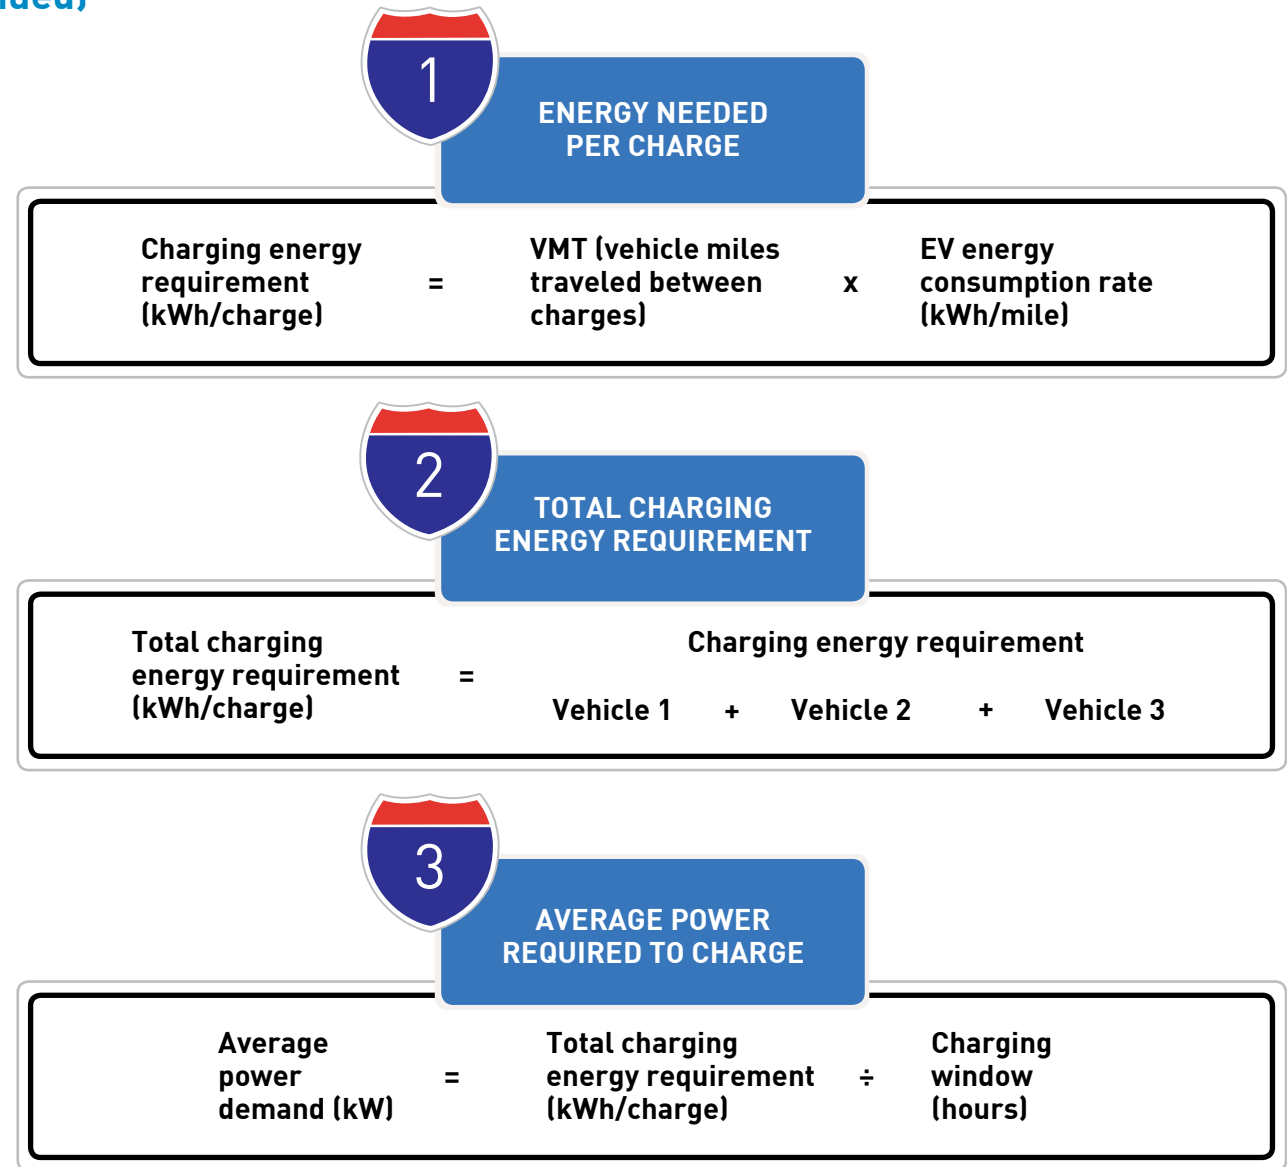 1
ENERGY NEEDED
PER CHARGE
Charging energy
requirement
(kWh/charge)
=
VMT (vehicle miles
traveled between
charges)
x
EV energy
consumption rate
(kWh/mile)
2
TOTAL CHARGING
ENERGY REQUIREMENT
Total charging
energy requirement
(kWh/charge)
=
Charging energy requirement
Vehicle 1 + Vehicle 2 + Vehicle 3
3
AVERAGE POWER
REQUIRED TO CHARGE
Average
power
demand (kW)
=
Total charging
energy requirement
(kWh/charge)
÷
Charging
window
(hours)